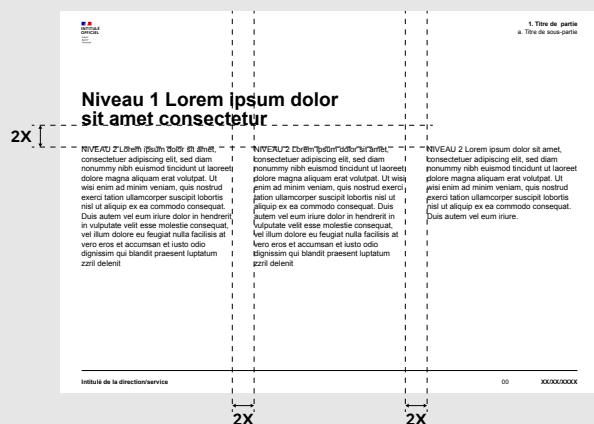 INTITULÉ
OFFICIEL
1. Titre de partie
a. Titre de sous-partie
Niveau 1 Lorem ipsum dolor
sit amet consectetur
2X
NIVEAU 2 Lorem ipsum dolor sit amet,
consectetuer adipiscing elit, sed diam
nonummy nibh euismod tincidunt ut laoreet
dolore magna aliquam erat volutpat. Ut
wisi enim ad minim veniam, quis nostrud
exerci tation ullamcorper suscipit lobortis
nisl ut aliquip ex ea commodo consequat.
Duis autem vel eum iriure dolor in hendrerit
in vulputate velit esse molestie consequat,
vel illum dolore eu feugiat nulla facilisis at
vero eros et accumsan et iusto odio
dignissim qui blandit praesent luptatum
zzril delenit
NIVEAU 2 Lorem ipsum dolor sit amet,
consectetuer adipiscing elit, sed diam
nonummy nibh euismod tincidunt ut laoreet
dolore magna aliquam erat volutpat. Ut wisi
enim ad minim veniam, quis nostrud exerci
tation ullamcorper suscipit lobortis nisl ut
aliquip ex ea commodo consequat. Duis
autem vel eum iriure dolor in hendrerit in
vulputate velit esse molestie consequat,
vel illum dolore eu feugiat nulla facilisis at
vero eros et accumsan et iusto odio
dignissim qui blandit praesent luptatum
zzril delenit
NIVEAU 2 Lorem ipsum dolor sit amet,
consectetuer adipiscing elit, sed diam
nonummy nibh euismod tincidunt ut laoreet
dolore magna aliquam erat volutpat. Ut
wisi enim ad minim veniam, quis nostrud
exerci tation ullamcorper suscipit lobortis
nisl ut aliquip ex ea commodo consequat.
Duis autem vel eum iriure.
Intitulé de la direction/service
00
XX/XX/XXXX
2X
2X